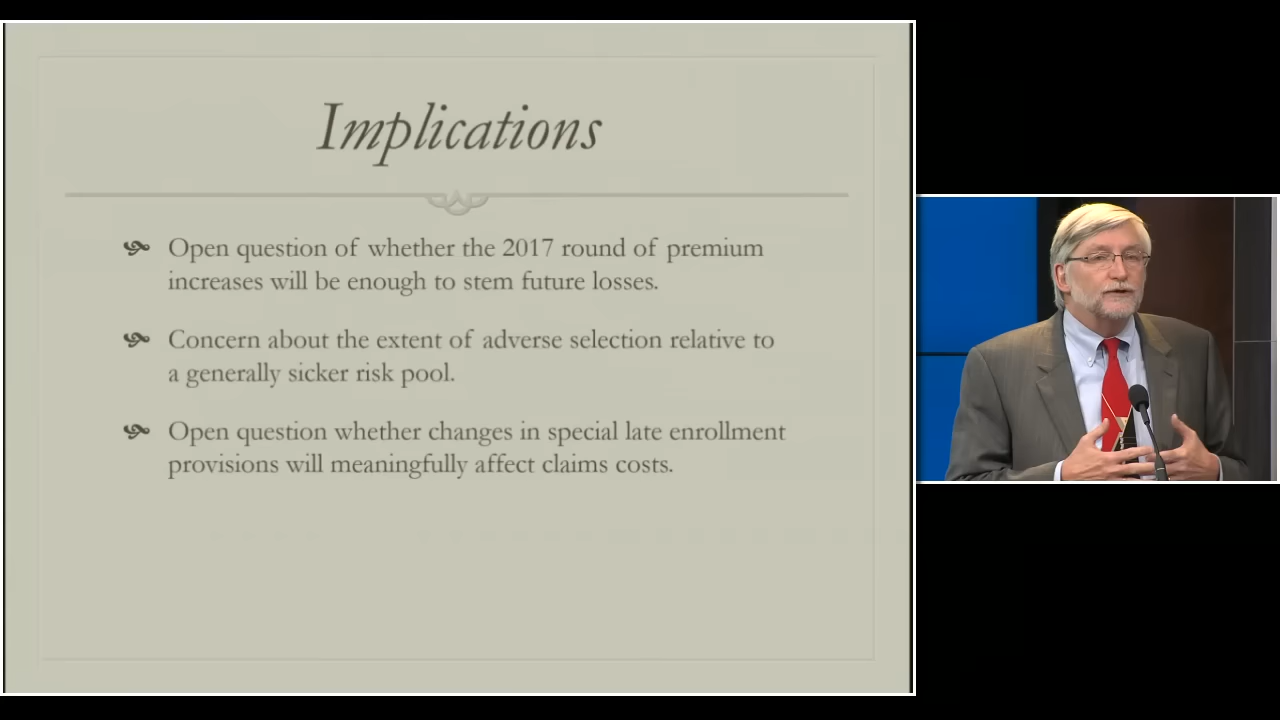 Implications
Open question of whether the 2017 round of premium
increases will be enough to stem future losses.
Concern about the extent of adverse selection relative to
a generally sicker risk pool.
Open question whether changes in special late enrollment
provisions will meaningfully affect claims costs.